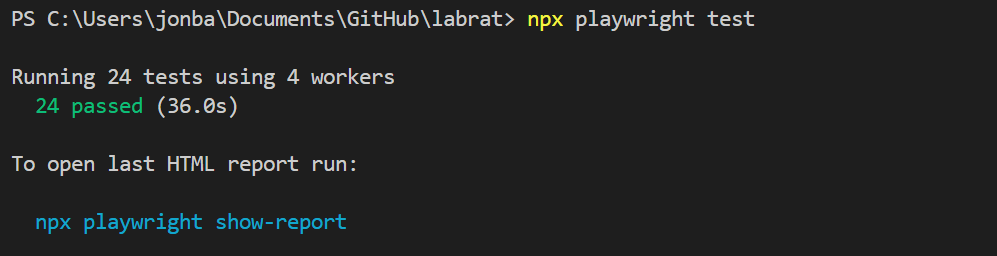 PS C:\Users\jonba\Documents\GitHub\labrat> npx playwright test
Running 24 tests using 4 workers
24 passed (36.0s)
To open last HTML report run:
npx playwright show-report